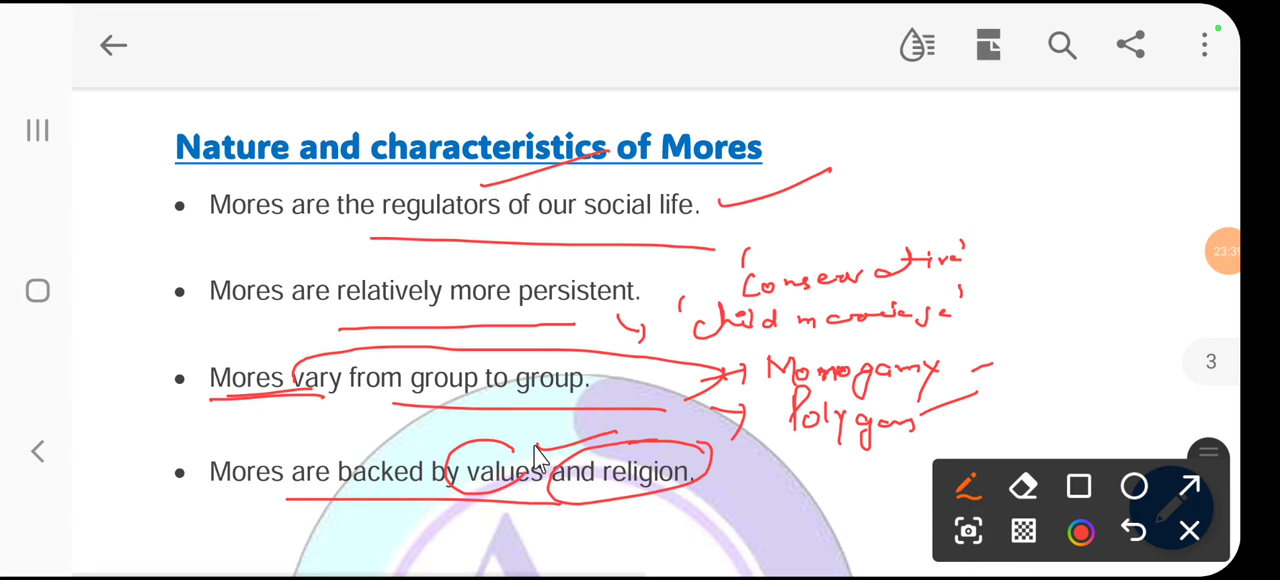 Nature and characteristics of Mores
• Mores are the regulators of our social life.
'Conservative'
• Mores are relatively more persistent.
'child marriage'
• Mores vary from group to group.
Monogamy
Polygamy
• Mores are backed by values and religion.
3